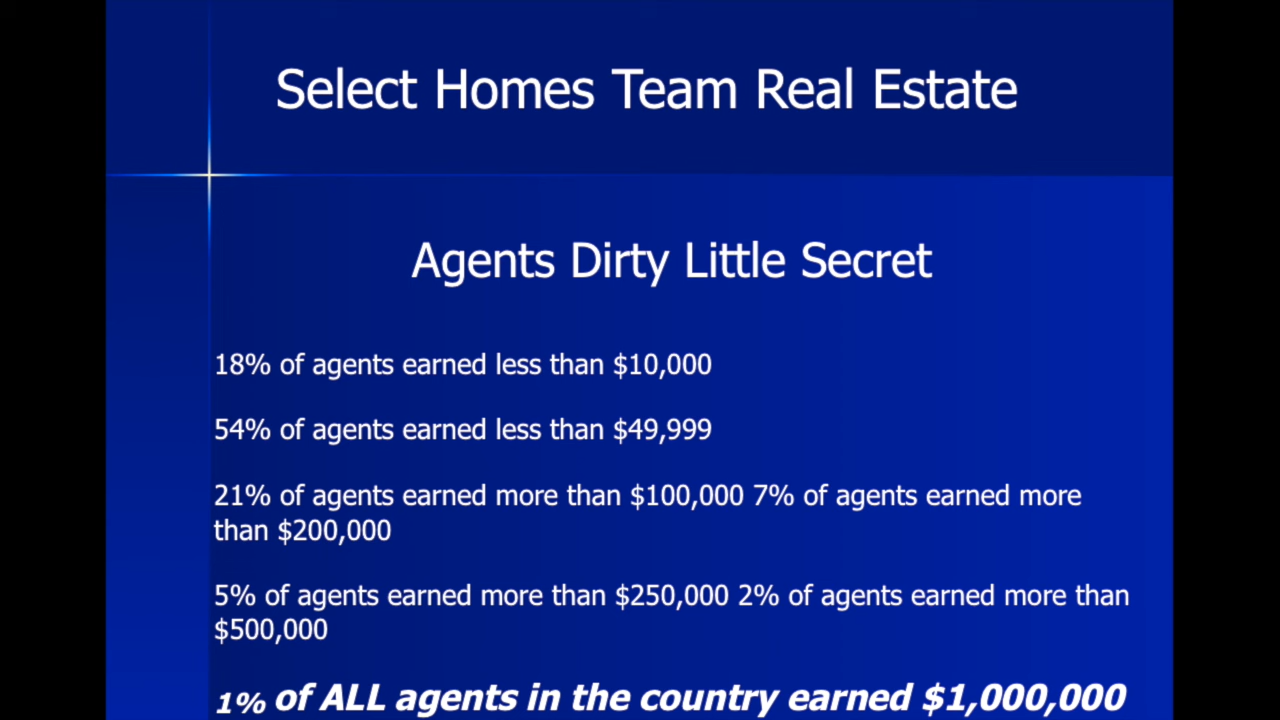 Select Homes Team Real Estate
Agents Dirty Little Secret
18% of agents earned less than $10,000
54% of agents earned less than $49,999
21% of agents earned more than $100,000 7% of agents earned more
than $200,000
5% of agents earned more than $250,000 2% of agents earned more than
$500,000
1% of ALL agents in the country earned $1,000,000